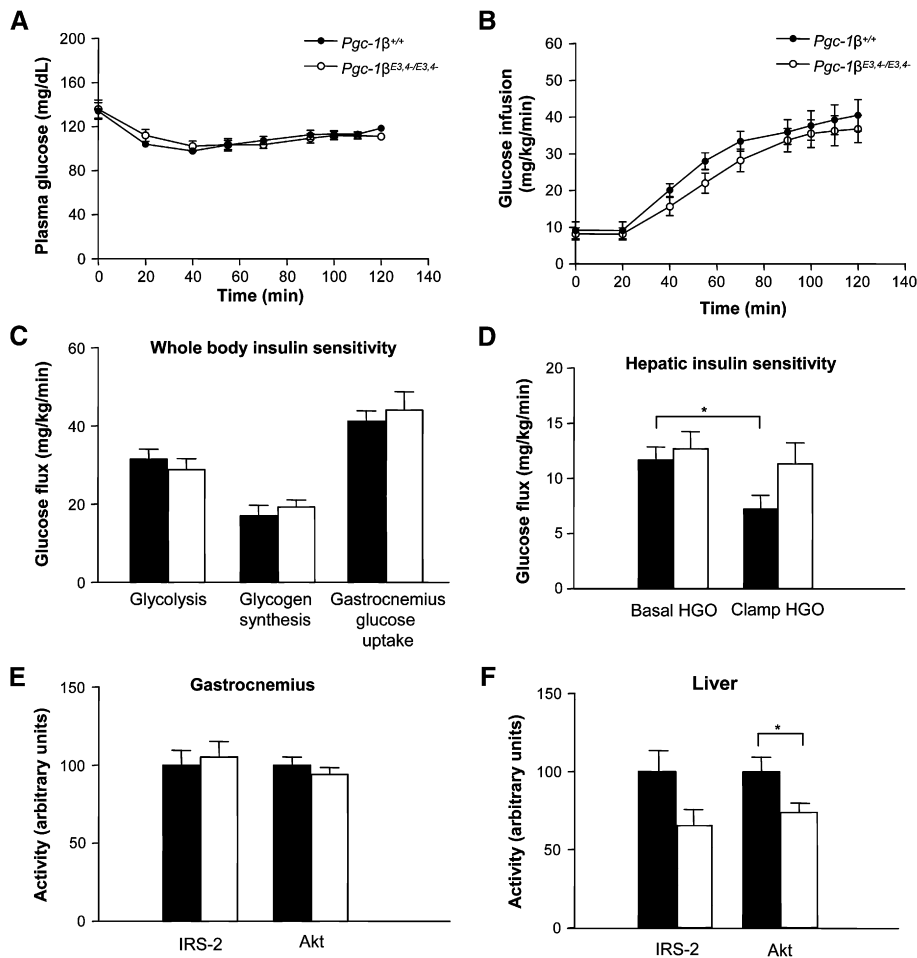 A
Plasma glucose (mg/dL)
200
160
120
80
40
0
0 20 40 60 80 100 120 140
Time (min)
Pgc-1β+/+
Pgc-1βE3,4-/E3,4-
B
Glucose infusion
(mg/kg/min)
60
50
40
30
20
10
0
0 20 40 60 80 100 120 140
Time (min)
Pgc-1β+/+
Pgc-1βE3,4-/E3,4-
C
Whole body insulin sensitivity
Glucose flux (mg/kg/min)
60
40
20
0
Glycolysis
Glycogen
synthesis
Gastrocnemius
glucose
uptake
D
Hepatic insulin sensitivity
Glucose flux (mg/kg/min)
20
15
10
5
0
*
Basal HGO Clamp HGO
E
Gastrocnemius
Activity (arbitrary units)
150
100
50
0
IRS-2 Akt
F
Liver
Activity (arbitrary units)
150
100
50
0
*
IRS-2 Akt